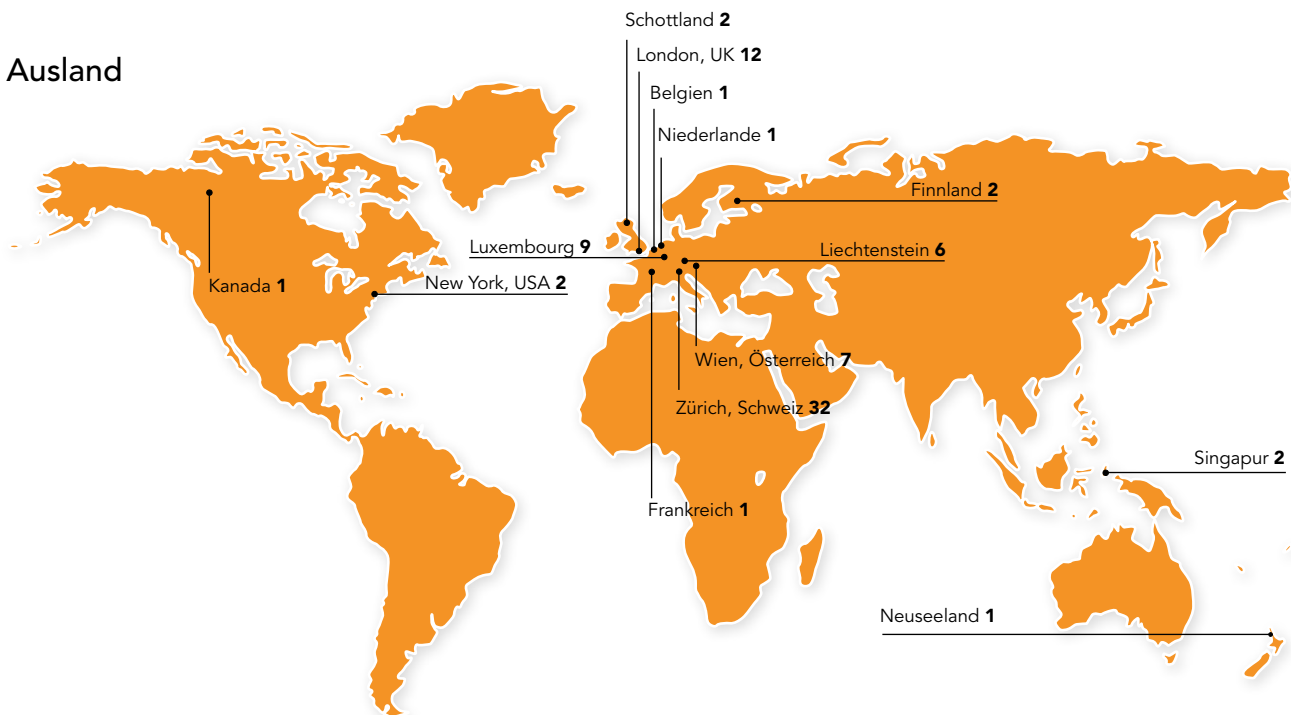 Schottland 2
Ausland
London, UK 12
Belgien 1
Niederlande 1
Finnland 2
Luxembourg 9
Liechtenstein 6
Kanada 1
New York, USA 2
Wien, Österreich 7
Zürich, Schweiz 32
Singapur 2
Frankreich 1
Neuseeland 1